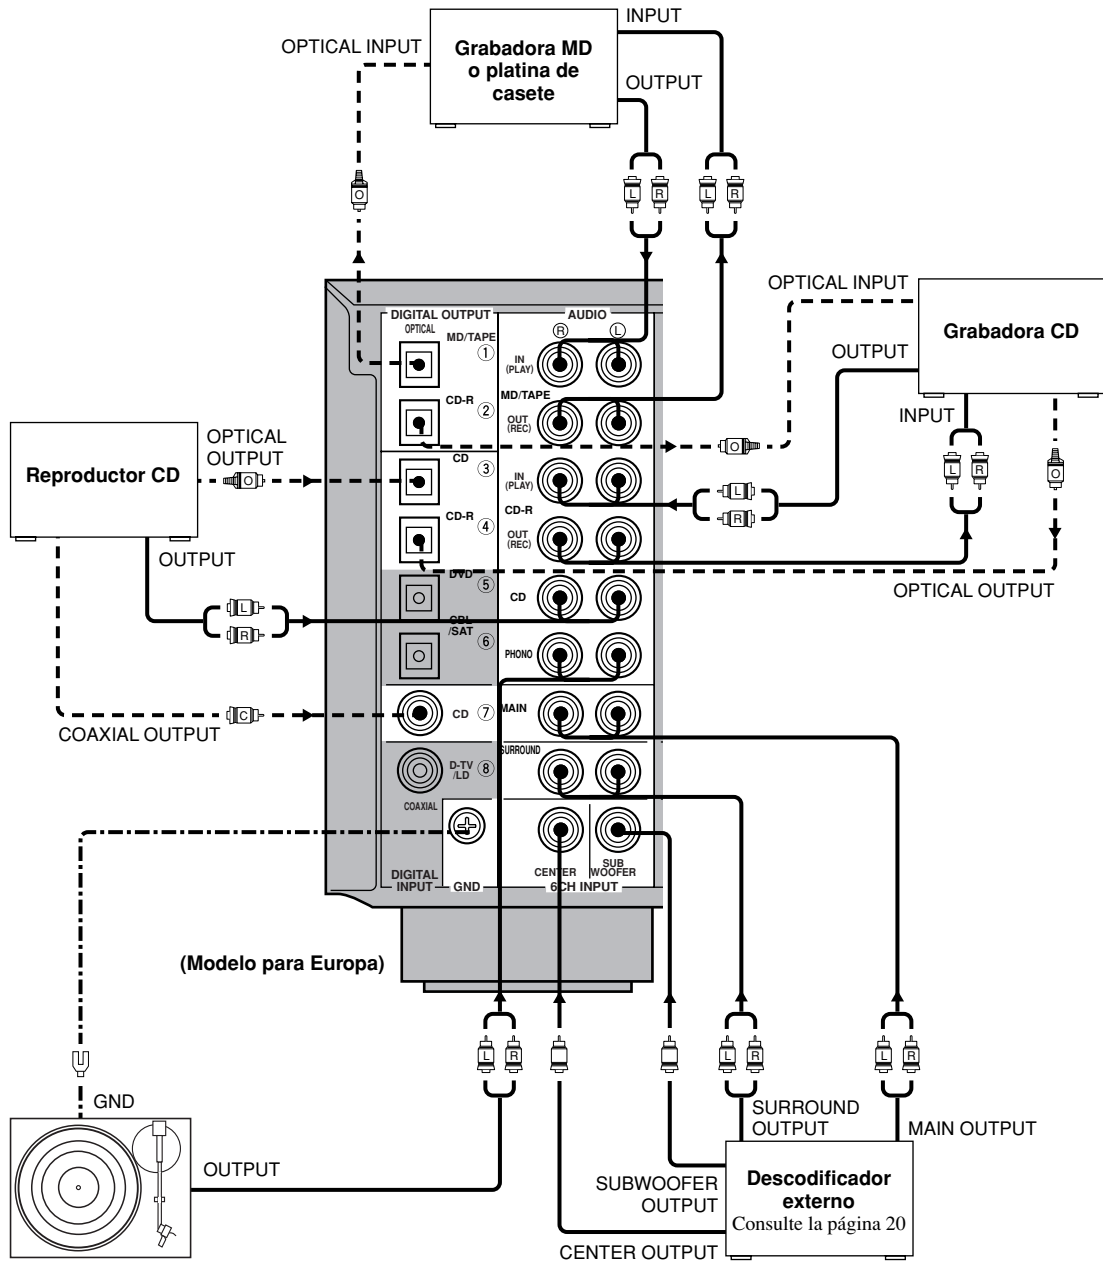 INPUT
OPTICAL INPUT
Grabadora MD
o platina de
casete
OUTPUT
L R
L R
O
OPTICAL INPUT
Grabadora CD
OUTPUT
INPUT
DIGITAL OUTPUT
AUDIO
OPTICAL
R L
MD/TAPE
1
IN
(PLAY)
CD-R
2
MD/TAPE
OUT
(REC)
O
L R
O
Reproductor CD
OPTICAL
OUTPUT
O
CD
3
IN
(PLAY)
L
R
CD-R
4
CD-R
OUT
(REC)
OUTPUT
OPTICAL OUTPUT
DVD
5
CD
L
R
CBL
/SAT
6
PHONO
C
COAXIAL OUTPUT
CD 7
MAIN
D-TV
/LD
8
SURROUND
COAXIAL
CENTER
SUB
WOOFER
DIGITAL
INPUT
GND
6CH INPUT
(Modelo para Europa)
L R
L R
L R
GND
OUTPUT
SURROUND
OUTPUT
MAIN OUTPUT
SUBWOOFER
OUTPUT
Descodificador
externo
Consulte la página 20
CENTER OUTPUT